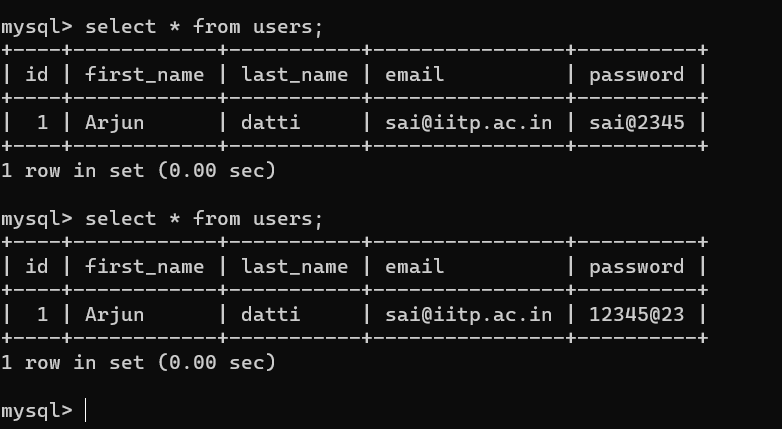 mysql> select * from users;
+----+------------+-----------+----------------+----------+
| id | first_name | last_name | email          | password |
+----+------------+-----------+----------------+----------+
|  1 | Arjun      | datti     | sai@iitp.ac.in | sai@2345 |
+----+------------+-----------+----------------+----------+
1 row in set (0.00 sec)
mysql> select * from users;
+----+------------+-----------+----------------+----------+
| id | first_name | last_name | email          | password |
+----+------------+-----------+----------------+----------+
|  1 | Arjun      | datti     | sai@iitp.ac.in | 12345@23 |
+----+------------+-----------+----------------+----------+
1 row in set (0.00 sec)
mysql>